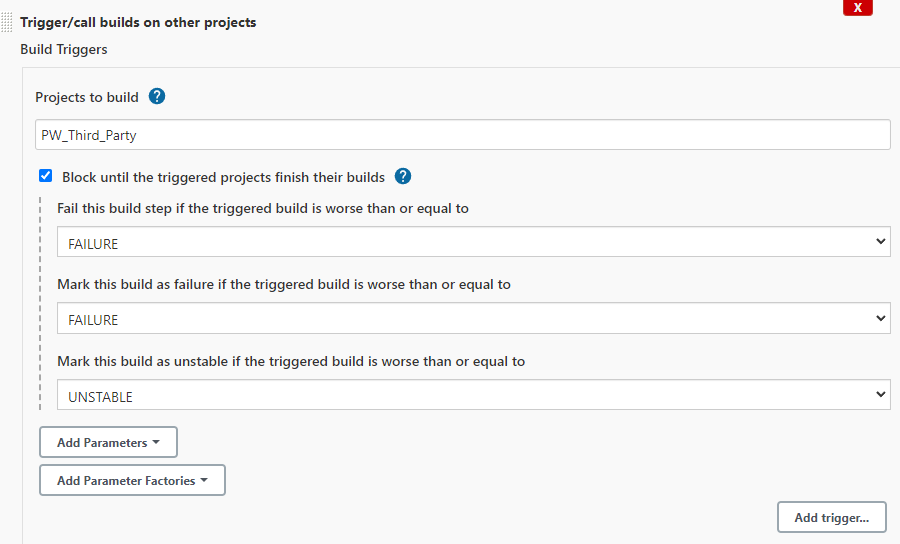 X
Trigger/call builds on other projects
Build Triggers
Projects to build ?
PW_Third_Party
Block until the triggered projects finish their builds ?
Fail this build step if the triggered build is worse than or equal to
FAILURE
Mark this build as failure if the triggered build is worse than or equal to
FAILURE
Mark this build as unstable if the triggered build is worse than or equal to
UNSTABLE
Add Parameters
Add Parameter Factories
Add trigger...